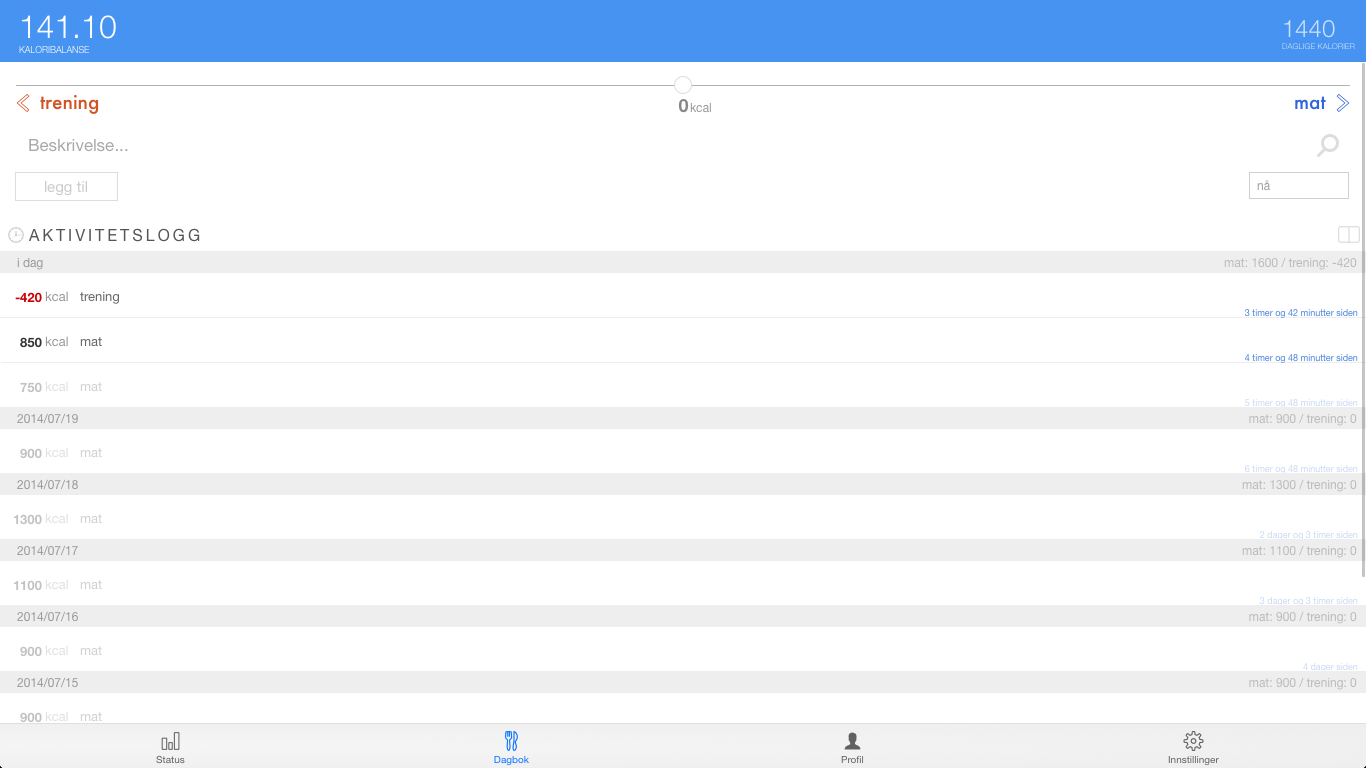 141.10
KALORIBALANSE
1440
DAGLIGE KALORIER
trening
0 kcal
mat
Beskrivelse...
legg til
nå
AKTIVITETSLOGG
i dag
mat: 1600 / trening: -420
-420 kcal trening
3 timer og 42 minutter siden
850 kcal mat
4 timer og 48 minutter siden
750 kcal mat
5 timer og 48 minutter siden
2014/07/19
mat: 900 / trening: 0
900 kcal mat
6 timer og 48 minutter siden
2014/07/18
mat: 1300 / trening: 0
1300 kcal mat
2 dager og 3 timer siden
2014/07/17
mat: 1100 / trening: 0
1100 kcal mat
3 dager og 3 timer siden
2014/07/16
mat: 900 / trening: 0
900 kcal mat
4 dager siden
2014/07/15
mat: 900 / trening: 0
900 kcal mat
Status
Dagbok
Profil
Innstillinger